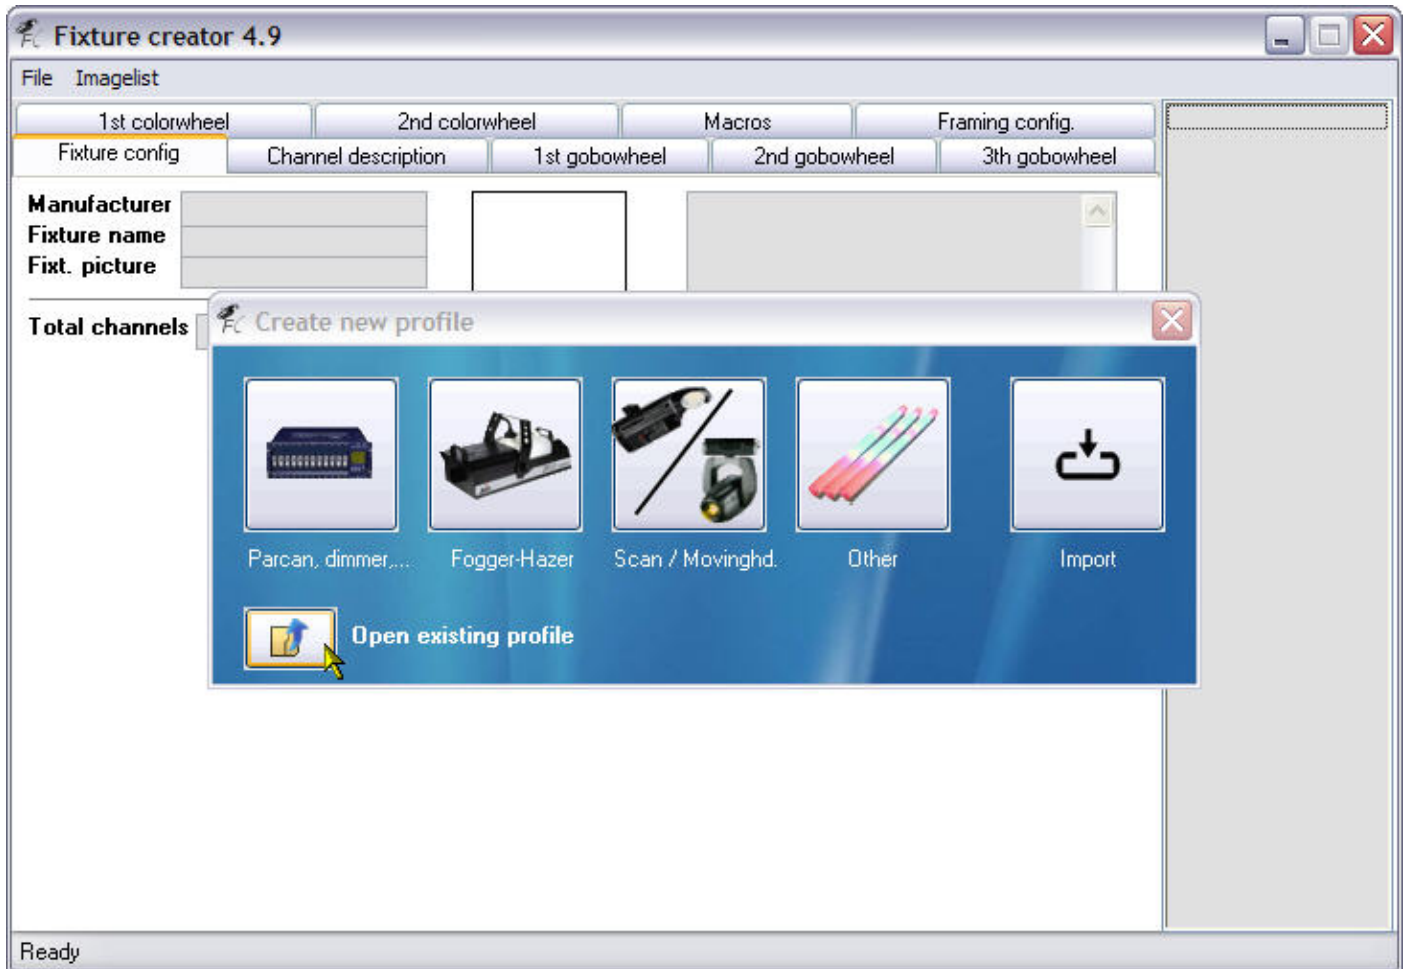 Fixture creator 4.9
File Imagelist
1st colorwheel 2nd colorwheel Macros Framing config.
Fixture config Channel description 1st gobowheel 2nd gobowheel 3th gobowheel
Manufacturer
Fixture name
Fixt. picture
Total channels
Create new profile
Parcan, dimmer,... Fogger-Hazer Scan / Movinghd. Other Import
Open existing profile
Ready